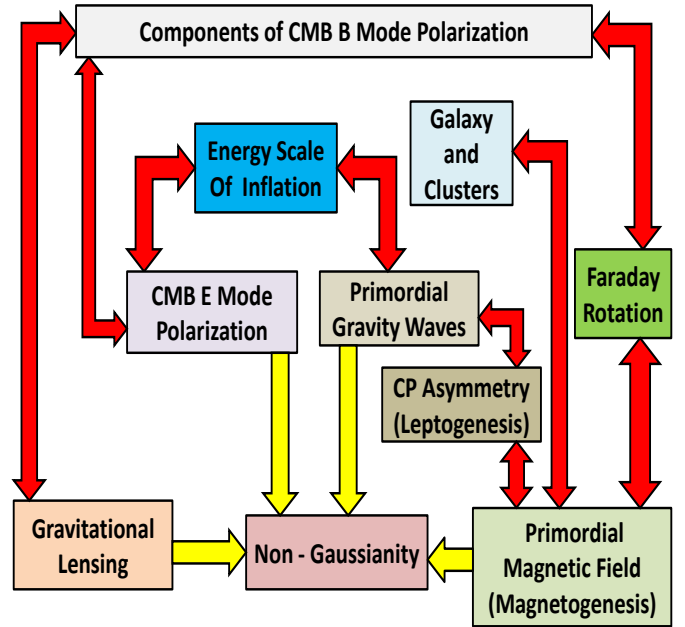 Components of CMB B Mode Polarization
Energy Scale
Of Inflation
Galaxy
and
Clusters
CMB E Mode
Polarization
Primordial
Gravity Waves
Faraday
Rotation
CP Asymmetry
(Leptogenesis)
Gravitational
Lensing
Non - Gaussianity
Primordial
Magnetic Field
(Magnetogenesis)